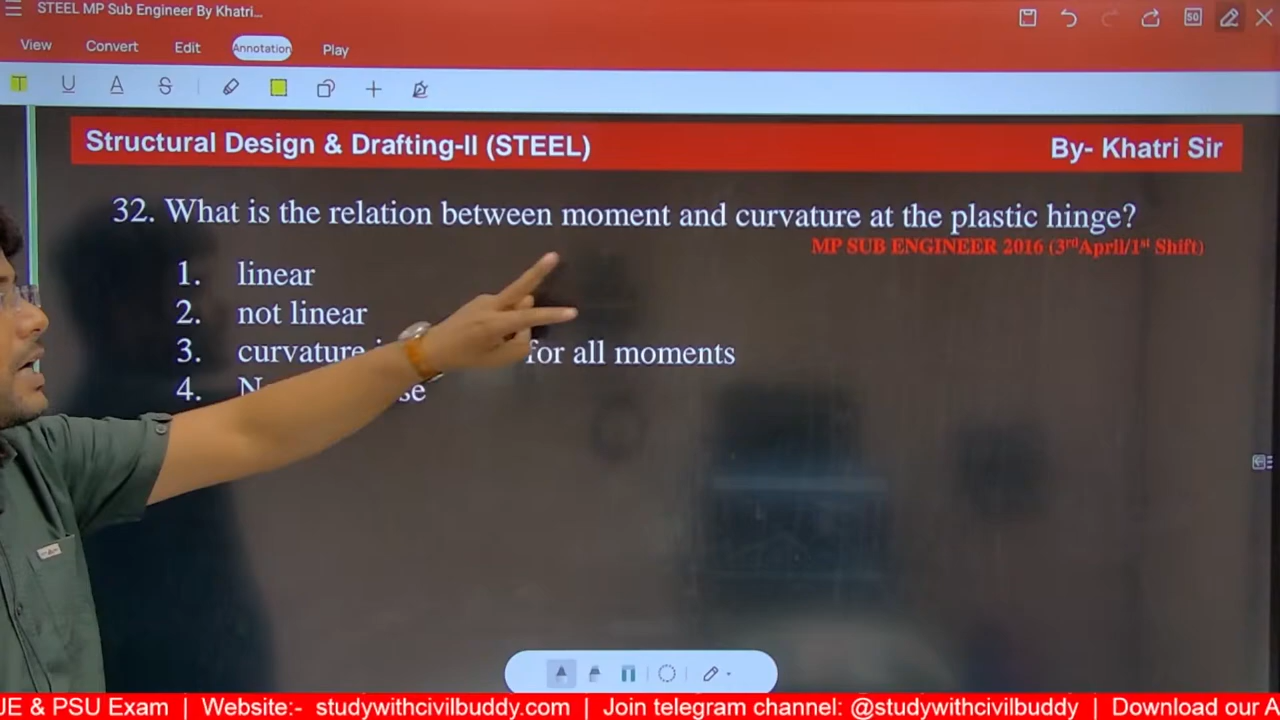 STEEL MP Sub Engineer By Khatri...
50
View Convert Edit Annotation Play
T U A S
Structural Design & Drafting-II (STEEL) By- Khatri Sir
32. What is the relation between moment and curvature at the plastic hinge?
MP SUB ENGINEER 2016 (3rdApril/1st Shift)
1. linear
2. not linear
3. curvature for all moments
4.
JE & PSU Exam | Website:- studywithcivilbuddy.com | Join telegram channel: @studywithcivilbuddy | Download our A